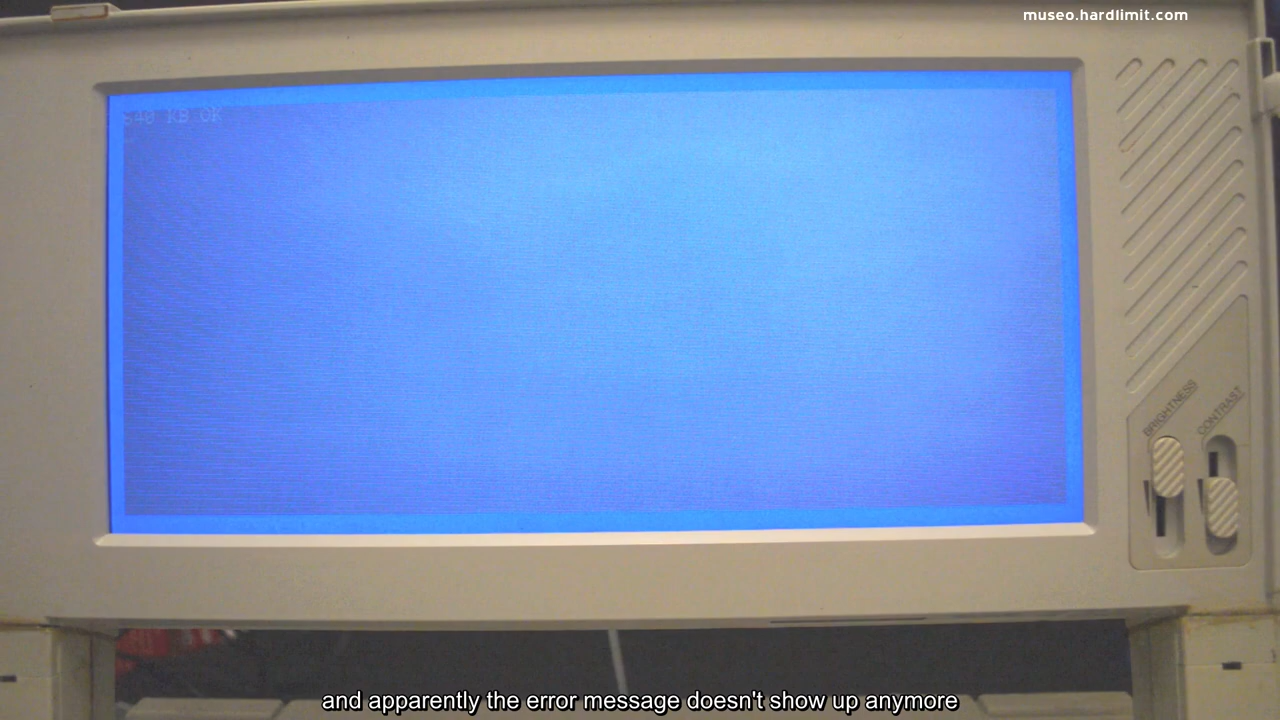 museo.hardlimit.com
640 KB OK
BRIGHTNESS
CONTRAST
and apparently the error message doesn't show up anymore